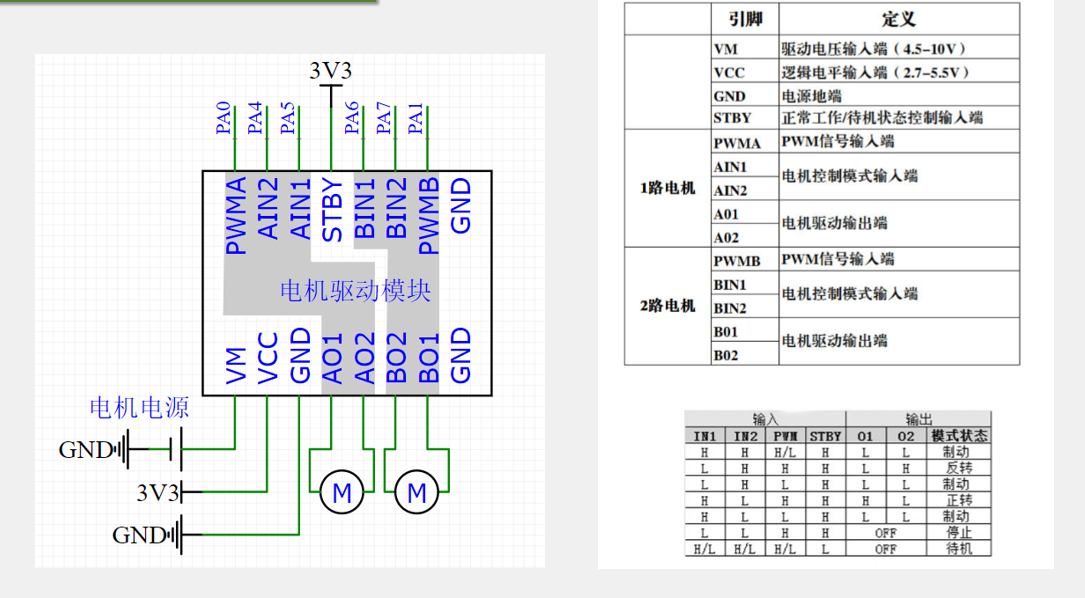 3V3
PA0 PA4 PA5 PA6 PA7 PA1
PWMA AIN2 AIN1 STBY BIN1 BIN2 PWMB GND
电机驱动模块
VM VCC GND AO1 AO2 BO2 BO1 GND
电机电源
GND
3V3
GND
M M
引脚 定义
VM 驱动电压输入端（4.5-10V）
VCC 逻辑电平输入端（2.7-5.5V）
GND 电源地端
STBY 正常工作/待机状态控制输入端
1路电机
PWMA PWM信号输入端
AIN1 电机控制模式输入端
AIN2
A01 电机驱动输出端
A02
2路电机
PWMB PWM信号输入端
BIN1 电机控制模式输入端
BIN2
B01 电机驱动输出端
B02
输入 输出
IN1 IN2 PWM STBY O1 O2 模式状态
H H H/L H L L 制动
L H H H L H 反转
L H L H L L 制动
H L H H H L 正转
H L L H L L 制动
L L H H OFF 停止
H/L H/L H/L L OFF 待机